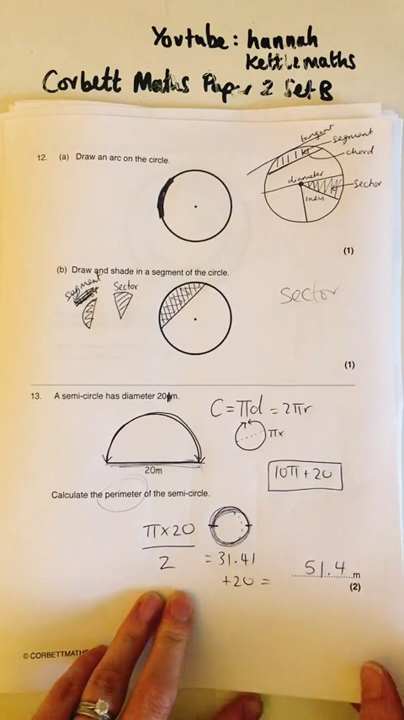 Youtube: hannah
kettlemaths
Corbett Maths Paper 2 Set B
12. (a) Draw an arc on the circle.
tangent
segment
chord
diameter
sector
radius
(1)
(b) Draw and shade in a segment of the circle.
segment
Sector
sector
(1)
13. A semi-circle has diameter 20m.
C = πd = 2πr
πx
20m
10π + 20
Calculate the perimeter of the semi-circle.
π x 20
2
= 31.41
+20 =
51.4 m
(2)
© CORBETTMATHS